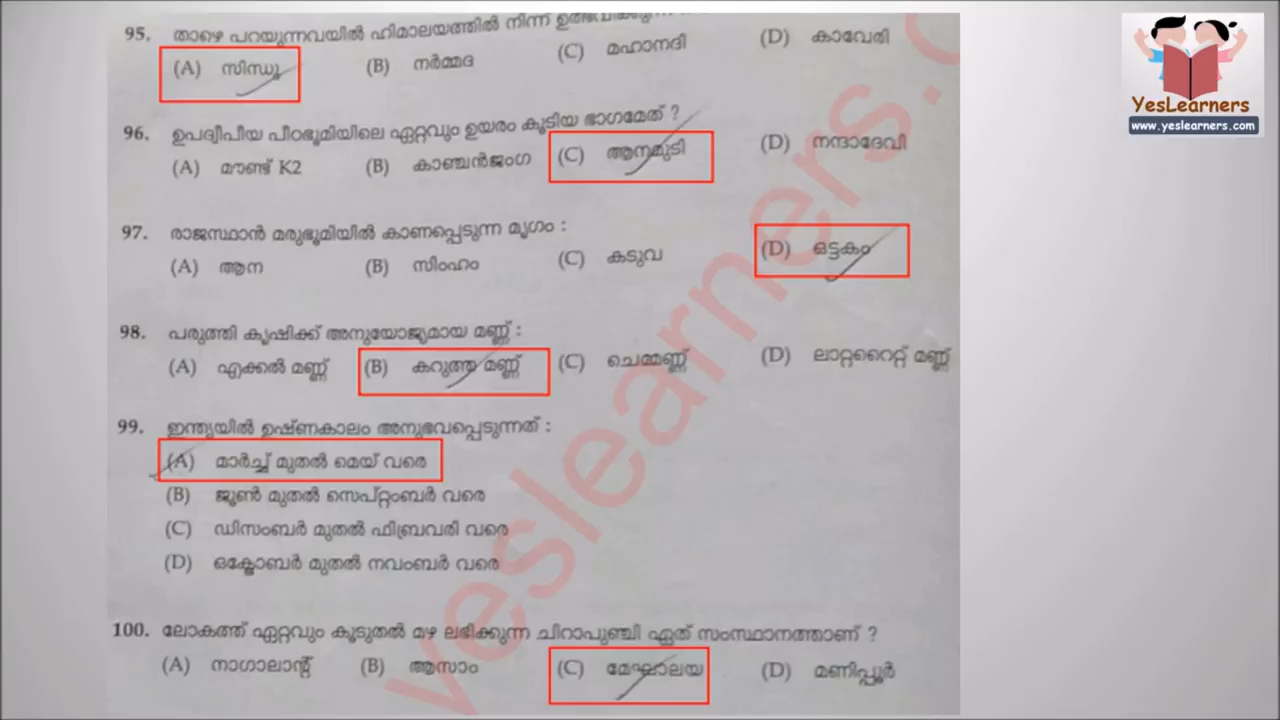 95. താഴെ പറയുന്നവയിൽ ഹിമാലയത്തിൽ നിന്ന് ഉത്ഭവിക്കുന്ന
(A) സിന്ധു (B) നർമ്മദ (C) മഹാനദി (D) കാവേരി
96. ഉപദ്വീപീയ പീഠഭൂമിയിലെ ഏറ്റവും ഉയരം കൂടിയ ഭാഗമേത് ?
(A) മൗണ്ട് K2 (B) കാഞ്ചൻജംഗ (C) ആനമുടി (D) നന്ദാദേവി
97. രാജസ്ഥാൻ മരുഭൂമിയിൽ കാണപ്പെടുന്ന മൃഗം :
(A) ആന (B) സിംഹം (C) കടുവ (D) ഒട്ടകം
98. പരുത്തി കൃഷിക്ക് അനുയോജ്യമായ മണ്ണ് :
(A) എക്കൽ മണ്ണ് (B) കറുത്ത മണ്ണ് (C) ചെമ്മണ്ണ് (D) ലാറ്ററൈറ്റ് മണ്ണ്
99. ഇന്ത്യയിൽ ഉഷ്ണകാലം അനുഭവപ്പെടുന്നത് :
(A) മാർച്ച് മുതൽ മെയ് വരെ
(B) ജൂൺ മുതൽ സെപ്റ്റംബർ വരെ
(C) ഡിസംബർ മുതൽ ഫിബ്രവരി വരെ
(D) ഒക്ടോബർ മുതൽ നവംബർ വരെ
100. ലോകത്ത് ഏറ്റവും കൂടുതൽ മഴ ലഭിക്കുന്ന ചിറാപുഞ്ചി ഏത് സംസ്ഥാനത്താണ് ?
(A) നാഗാലാന്റ് (B) ആസാം (C) മേഘാലയ (D) മണിപ്പൂർ
YesLearners
www.yeslearners.com
yeslearners.c